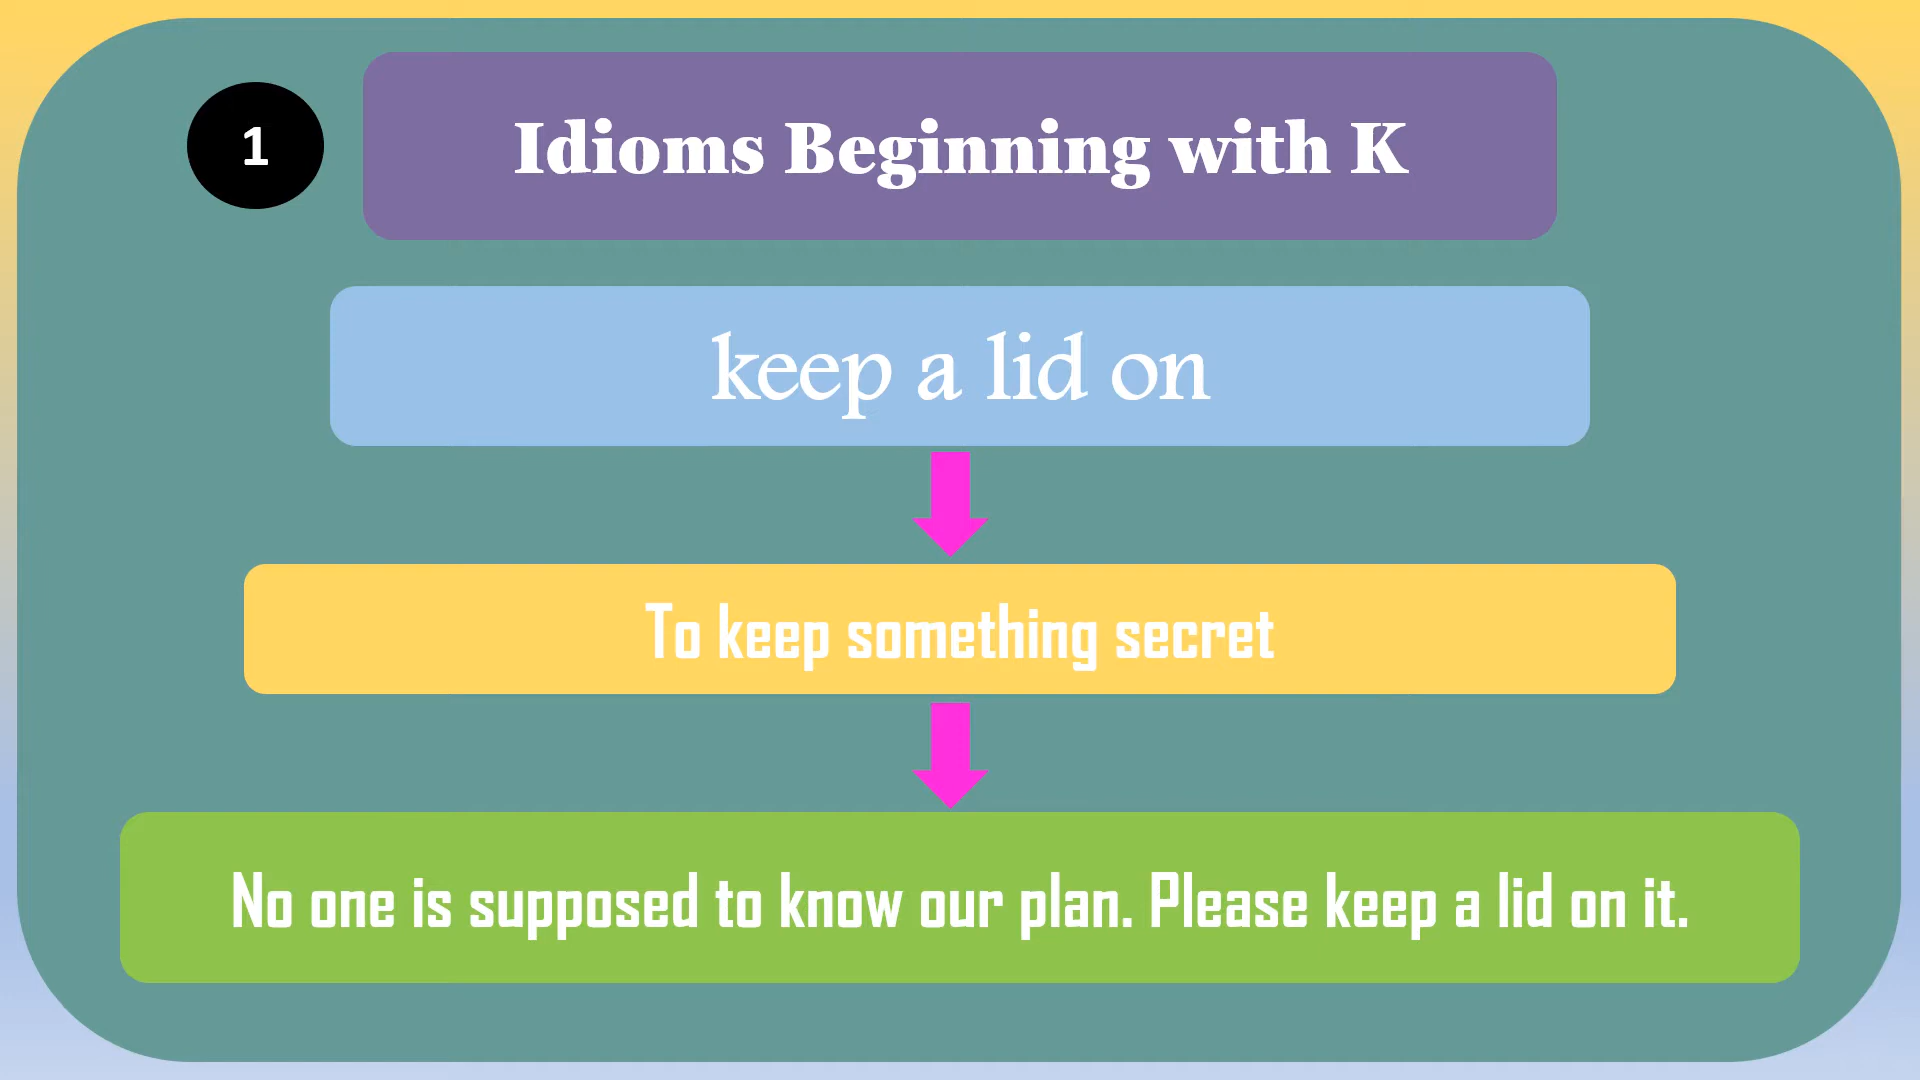 1
Idioms Beginning with K
keep a lid on
To keep something secret
No one is supposed to know our plan. Please keep a lid on it.